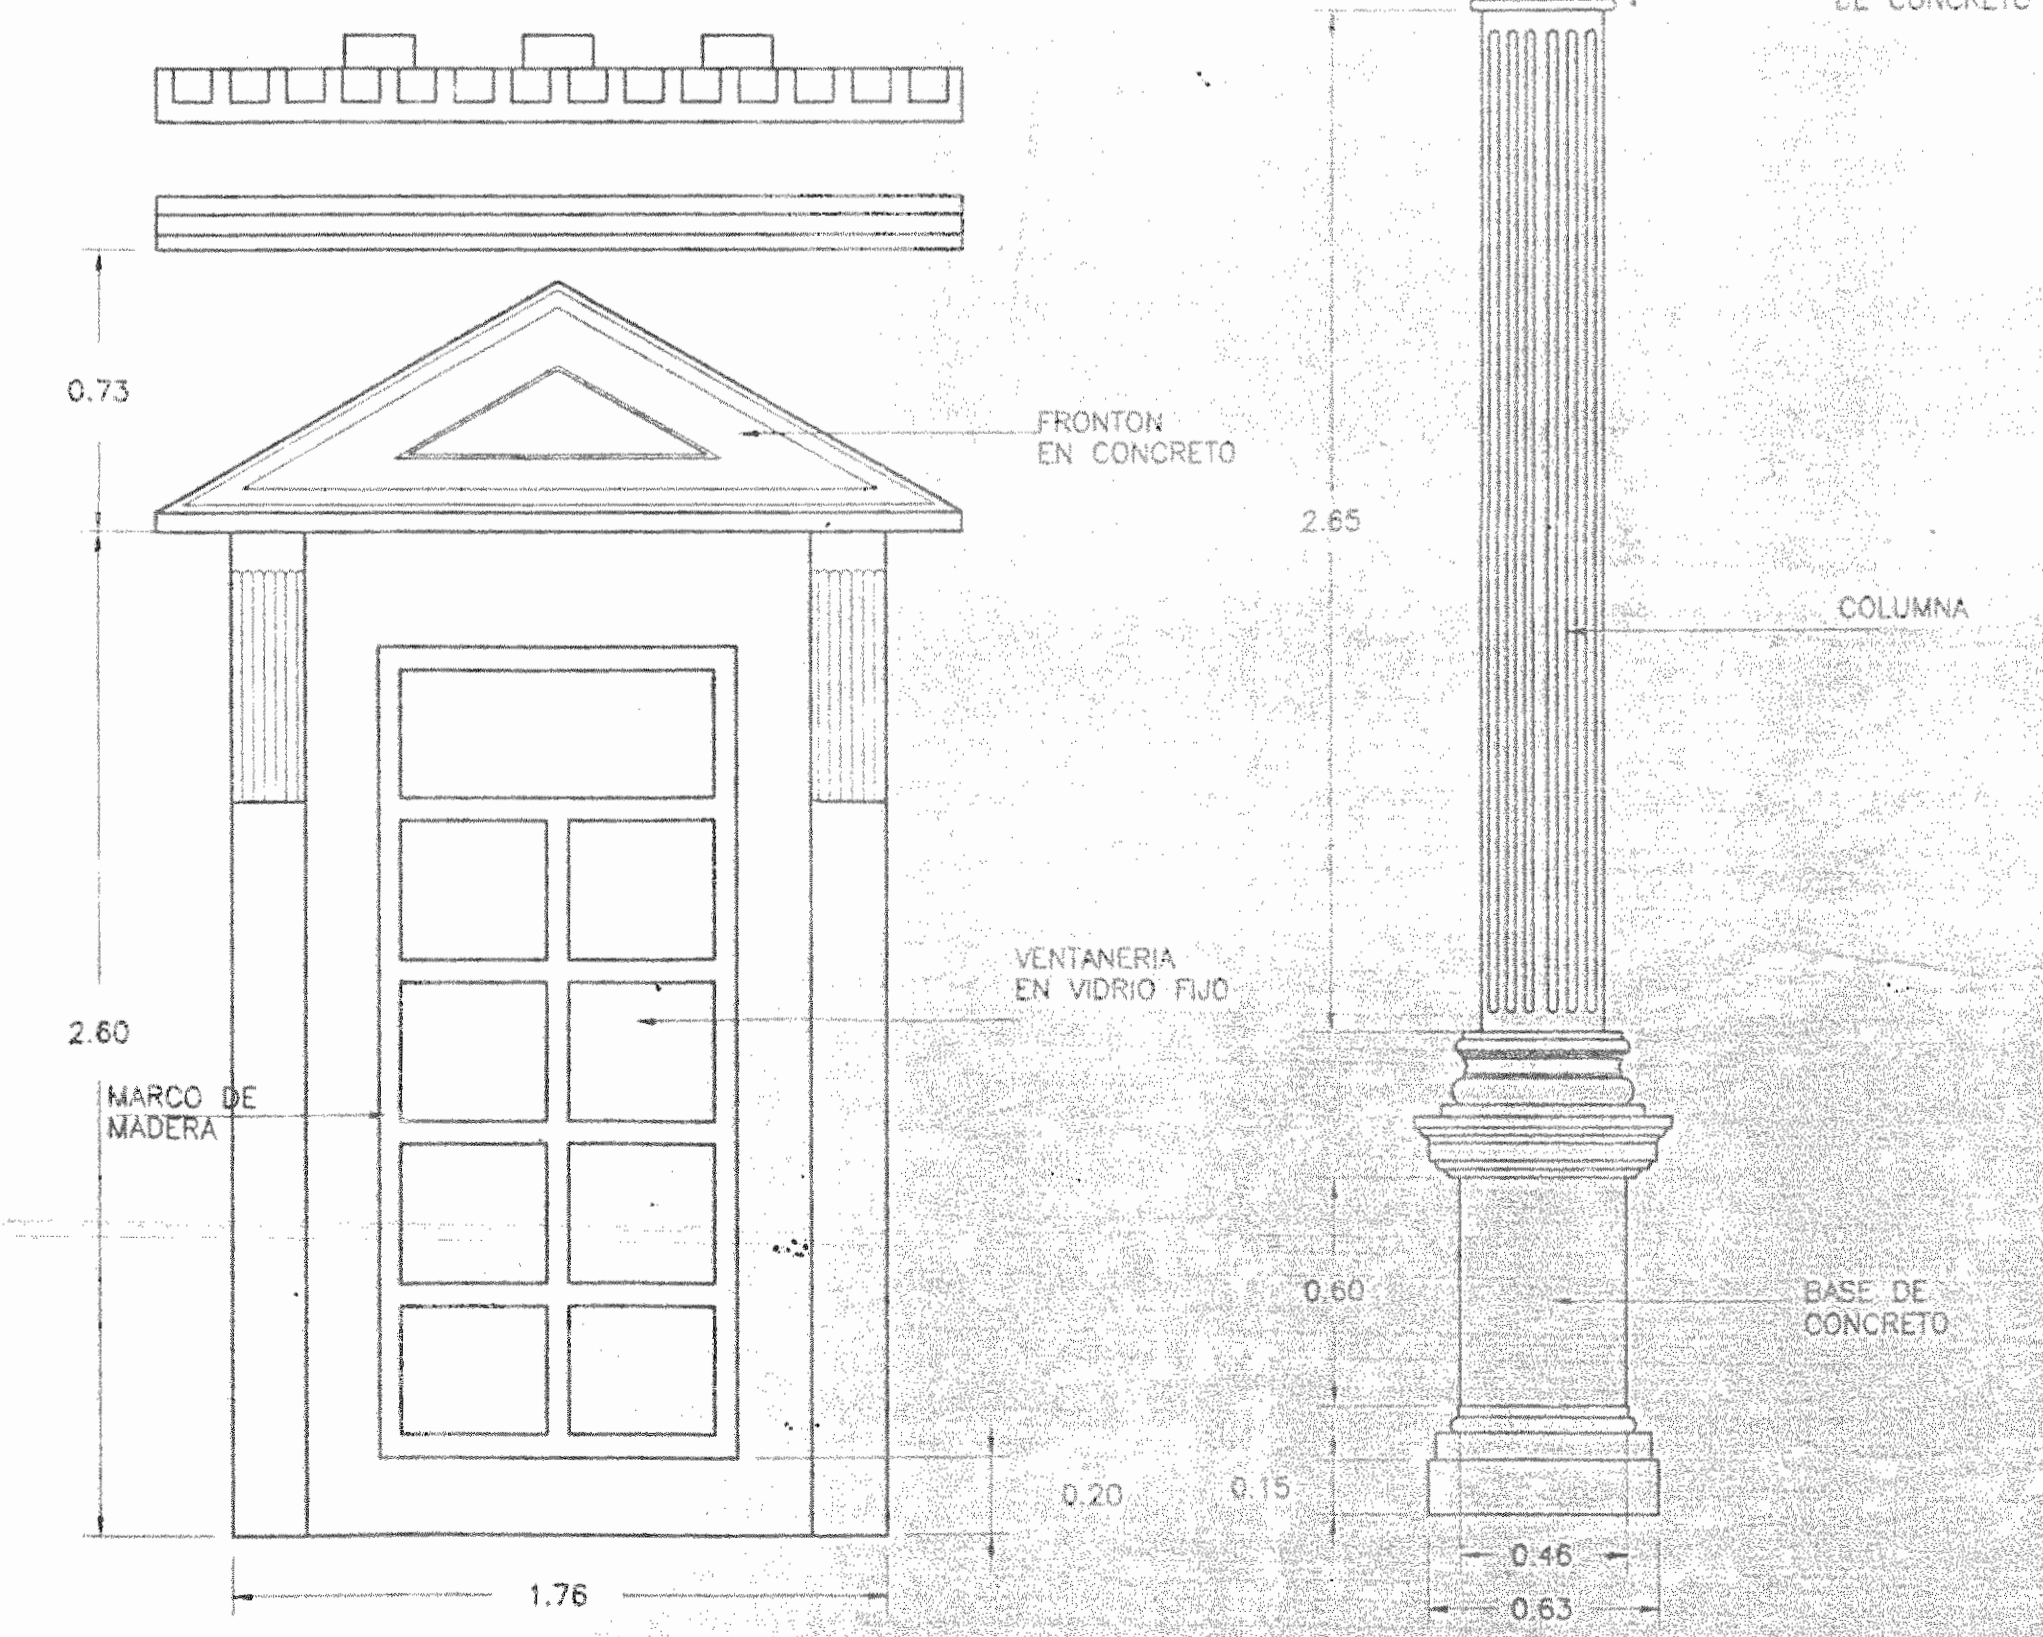 DE CONCRETO
0.73
FRONTON
EN CONCRETO
2.65
COLUMNA
VENTANERIA
EN VIDRIO FIJO
2.60
MARCO DE
MADERA
0.60
BASE DE
CONCRETO
0.20
0.15
0.46
1.76
0.63